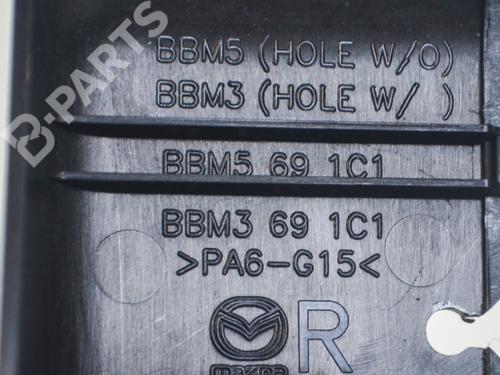 BBM5 (HOLE W/O)
BBM3 (HOLE W/ )
BBM5 69 1C1
BBM3 69 1C1
>PA6-G15<
R
mazda
B-PARTS